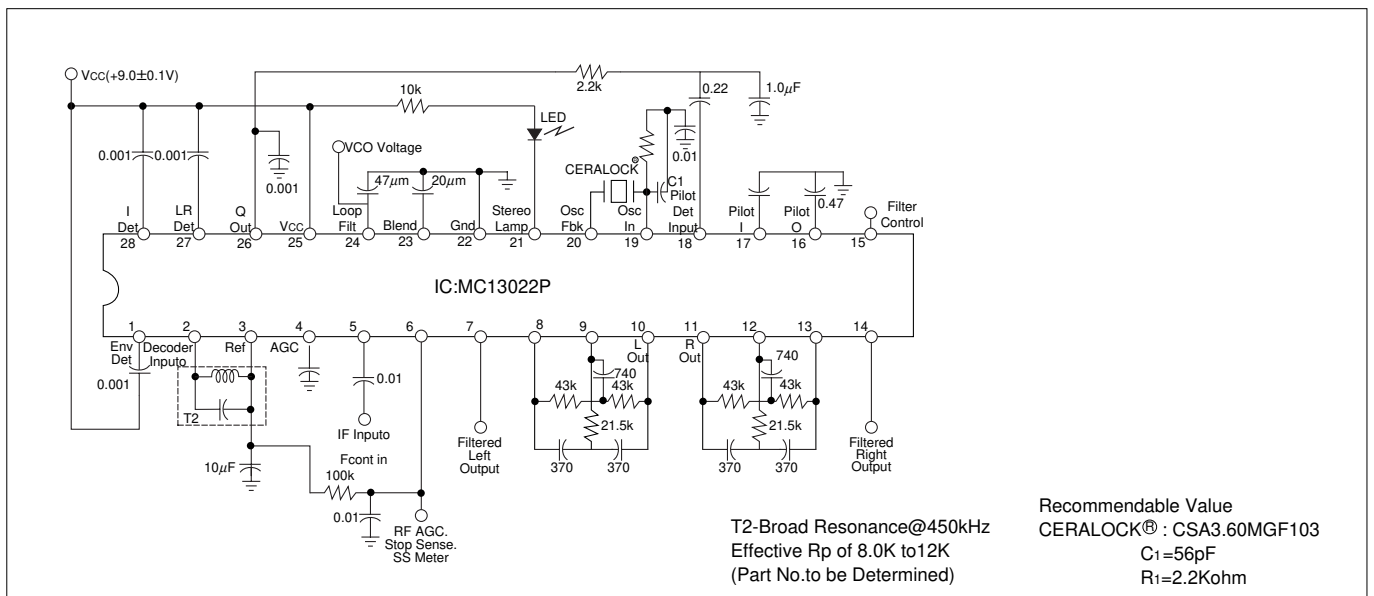 VCC(+9.0±0.1V)
2.2k
0.22
1.0μF
10k
LED
0.001
0.001
0.001
VCO Voltage
47μm
20μm
CERALOCK®
0.01
C1
0.47
I
Det
28
LR
Det
27
Q
Out
26
VCC
25
Loop
Filt
24
Blend
23
Gnd
22
Stereo
Lamp
21
Osc
Fbk
20
Osc
In
19
Pilot
Det
Input
18
Pilot
I
17
Pilot
O
16
15
Filter
Control
IC:MC13022P
1
2
3
4
5
6
7
8
9
10
11
12
13
14
Env
Det
Decoder
Inputo
Ref
AGC
L
Out
R
Out
0.001
T2
0.01
IF Inputo
10μF
Fcont in
100k
0.01
RF AGC.
Stop Sense.
SS Meter
Filtered
Left
Output
740
43k
43k
21.5k
370
370
740
43k
43k
21.5k
370
370
Filtered
Right
Output
T2-Broad Resonance@450kHz
Effective Rp of 8.0K to12K
(Part No.to be Determined)
Recommendable Value
CERALOCK® : CSA3.60MGF103
C1=56pF
R1=2.2Kohm